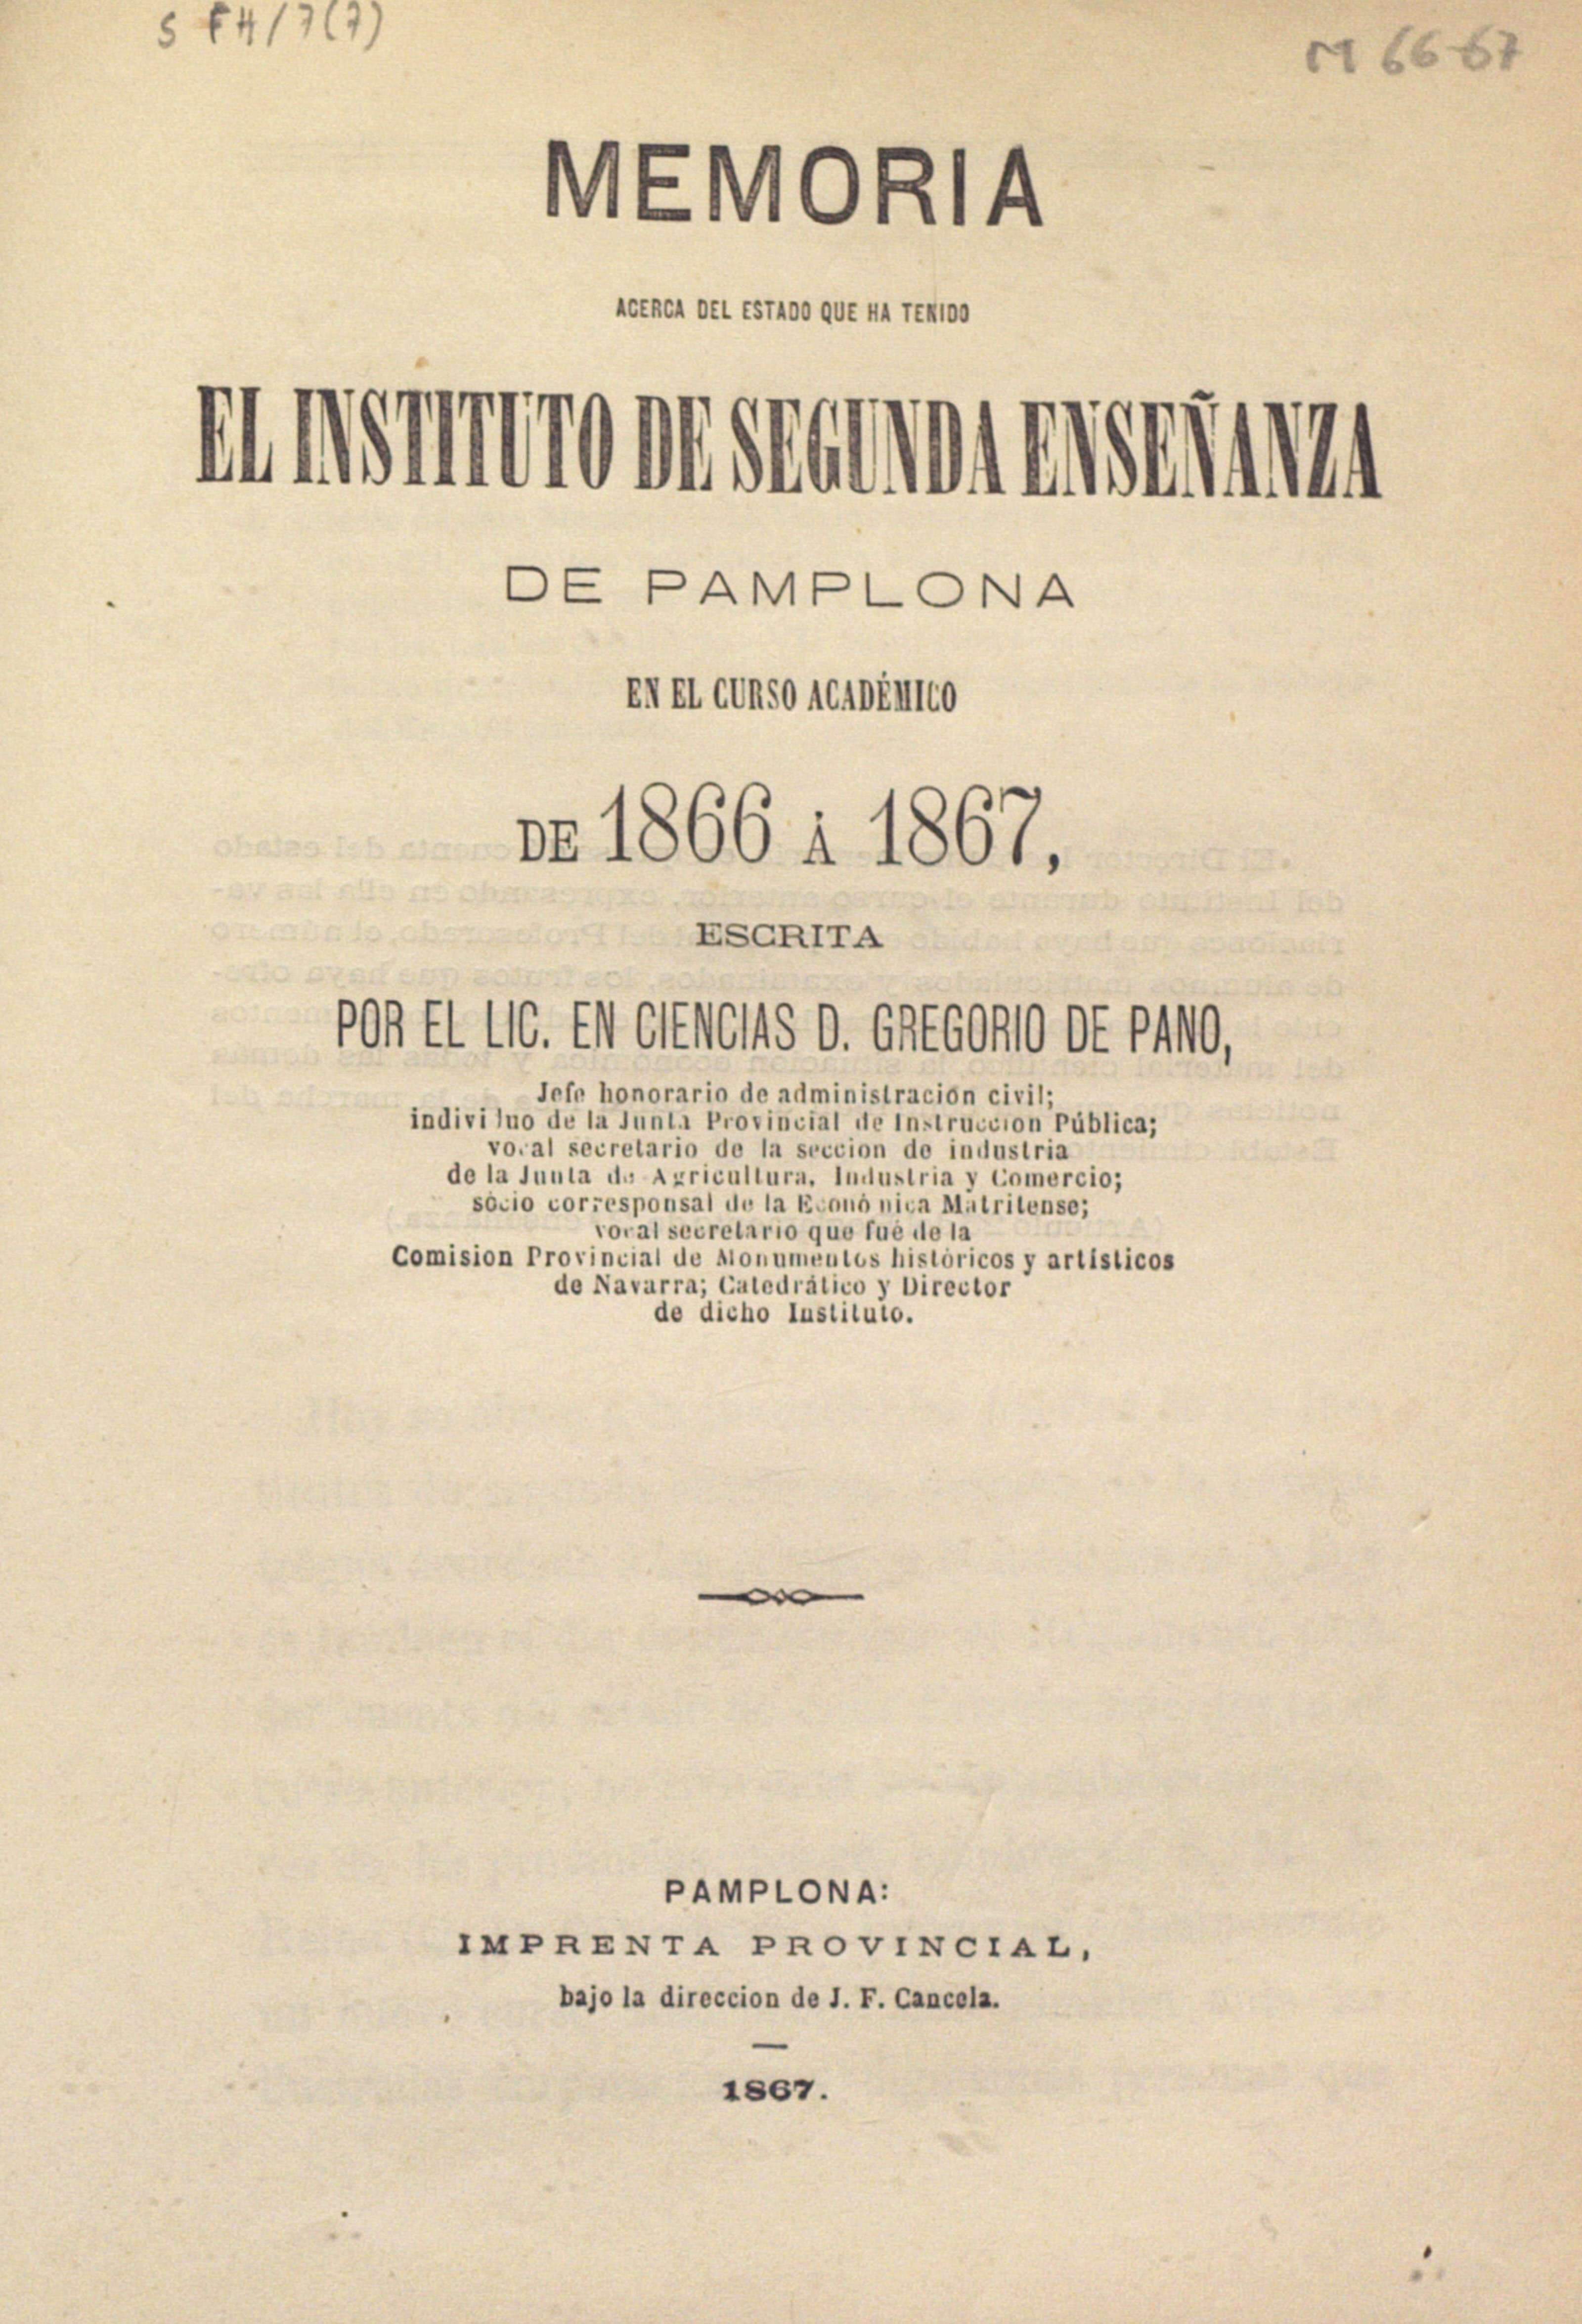 S F4/7(7)
M 66-67
MEMORIA
ACERCA DEL ESTADO QUE HA TENIDO
EL INSTITUTO DE SEGUNDA ENSEÑANZA
DE PAMPLONA
EN EL CURSO ACADÉMICO
DE 1866 Á 1867,
ESCRITA
POR EL LIC. EN CIENCIAS D. GREGORIO DE PANO,
Jefe honorario de administración civil;
individuo de la Junta Provincial de Instruccion Pública;
vocal secretario de la seccion de industria
de la Junta de Agricultura, Industria y Comercio;
sócio corresponsal de la Económica Matritense;
vocal secretario que fué de la
Comision Provincial de Monumentos históricos y artísticos
de Navarra; Catedrático y Director
de dicho Instituto.
PAMPLONA:
IMPRENTA PROVINCIAL,
bajo la direccion de J. F. Cancela.
1867.